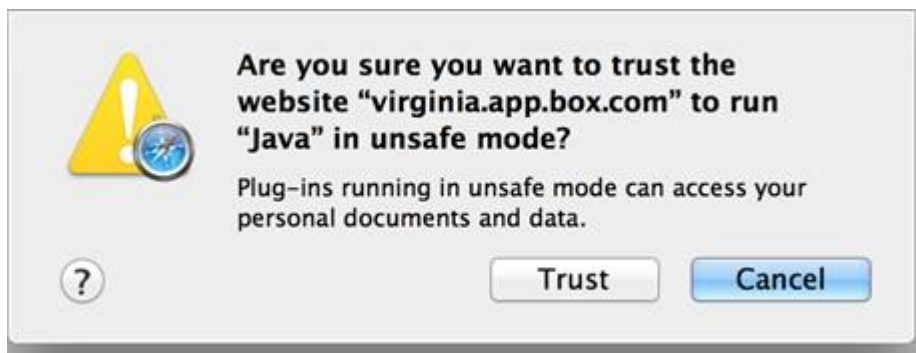 Are you sure you want to trust the
website “virginia.app.box.com” to run
“Java” in unsafe mode?
Plug-ins running in unsafe mode can access your
personal documents and data.
?
Trust
Cancel